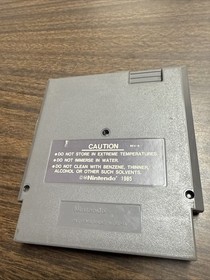 CAUTION
• DO NOT STORE IN EXTREME TEMPERATURES.
• DO NOT IMMERSE IN WATER.
• DO NOT CLEAN WITH BENZENE, THINNER,
ALCOHOL OR OTHER SUCH SOLVENTS.
Nintendo 1985